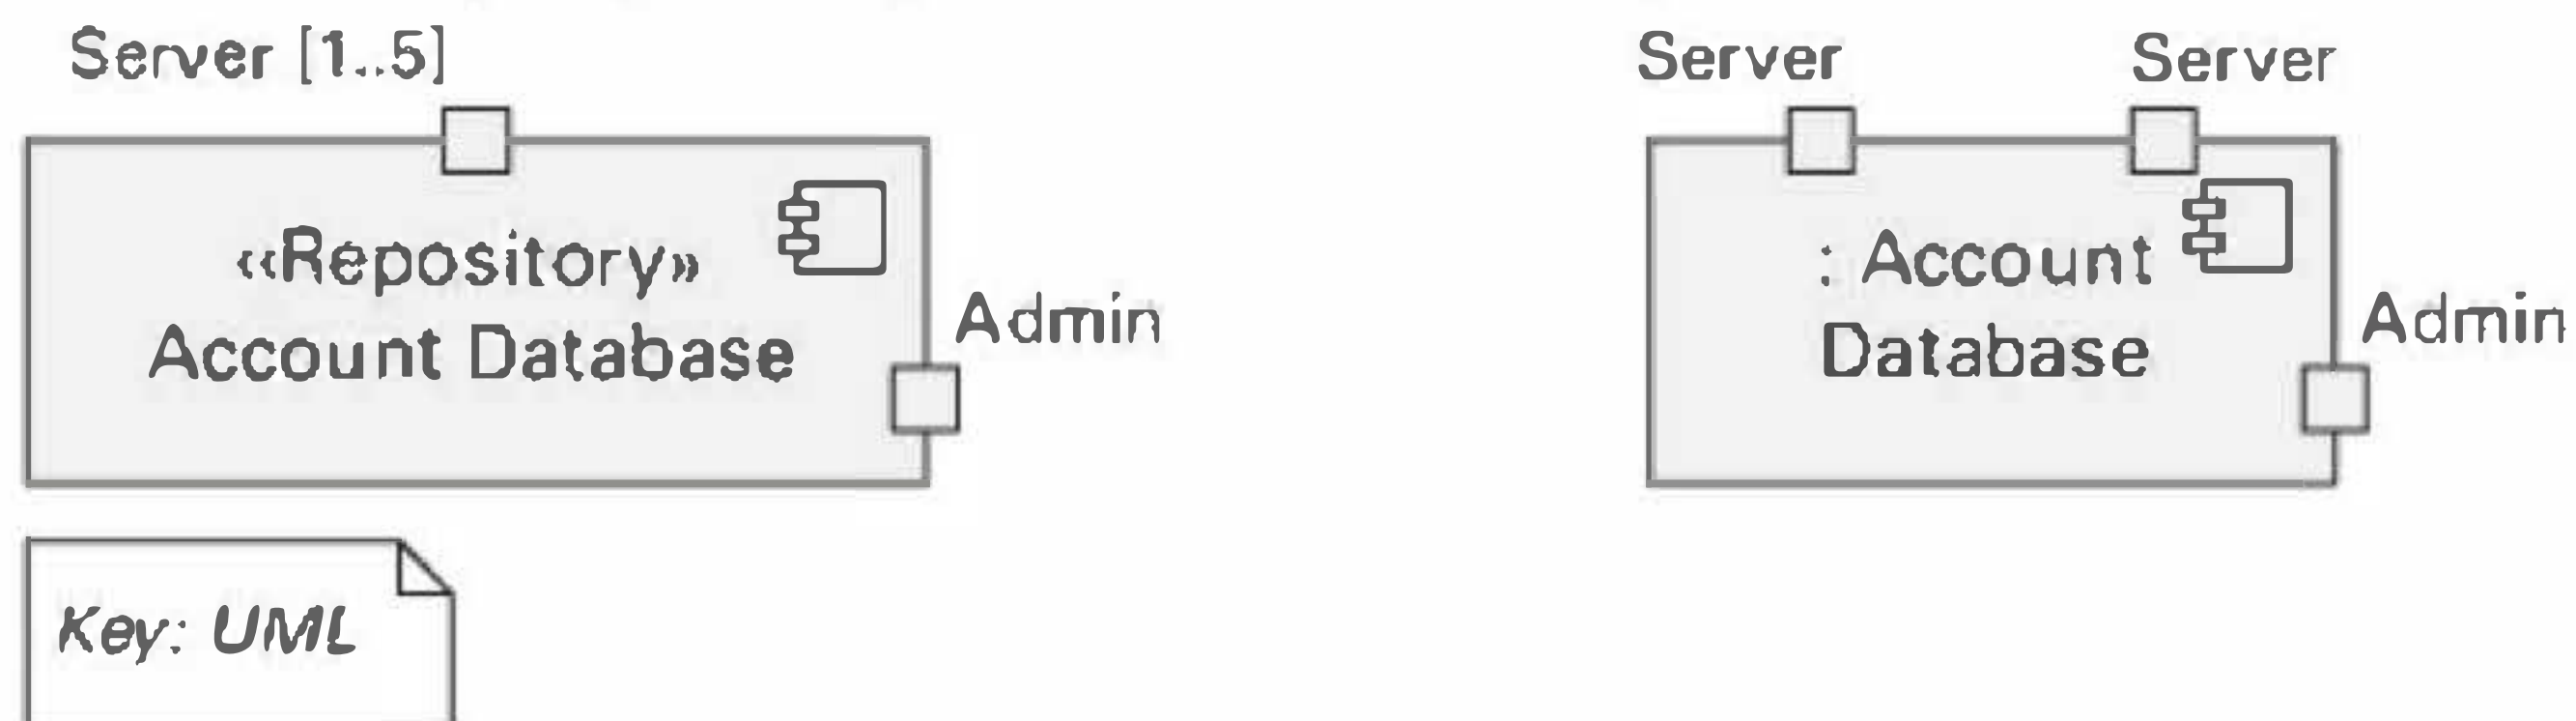 Server [1..5]
«Repository»
Account Database
Admin
Server
Server
: Account
Database
Admin
Key: UML